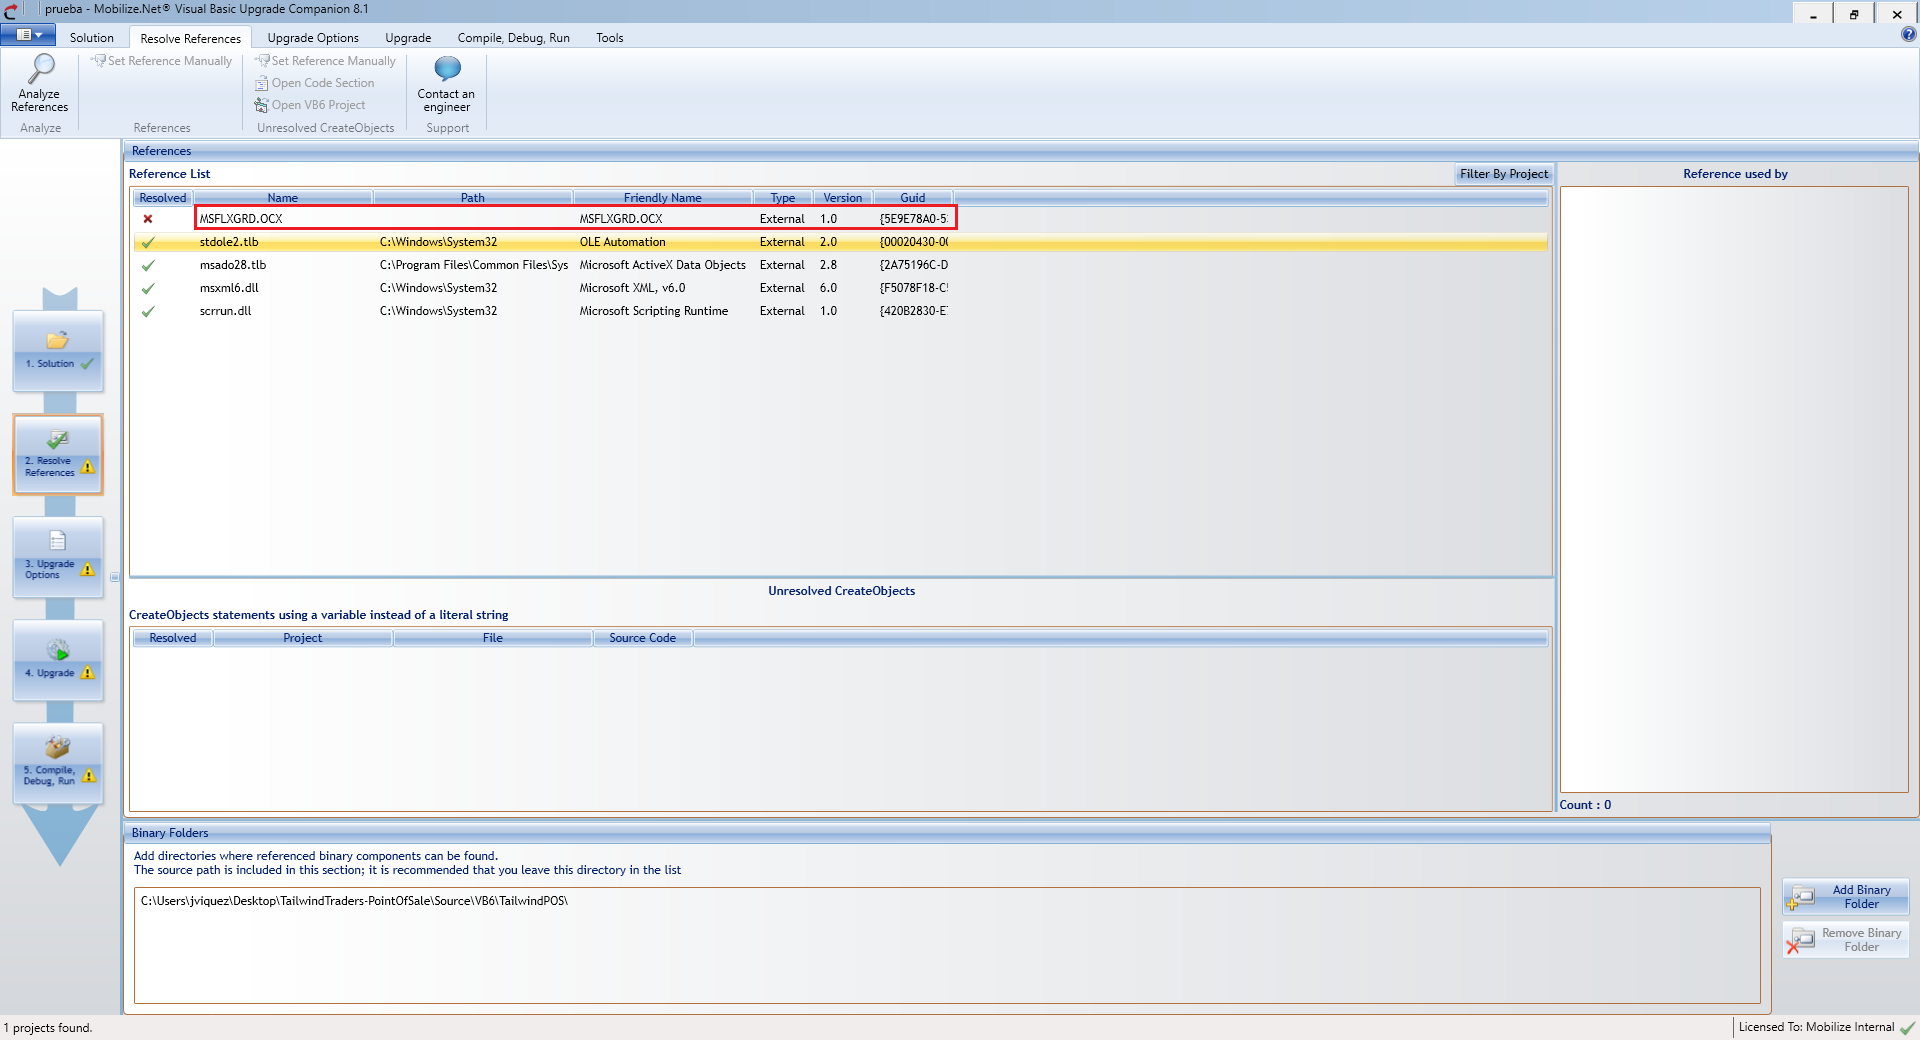 prueba - Mobilize.Net® Visual Basic Upgrade Companion 8.1
Solution
Resolve References
Upgrade Options
Upgrade
Compile, Debug, Run
Tools
Analyze
References
Analyze
Set Reference Manually
References
Set Reference Manually
Open Code Section
Open VB6 Project
Unresolved CreateObjects
Contact an
engineer
Support
1. Solution
2. Resolve
References
3. Upgrade
Options
4. Upgrade
5. Compile,
Debug, Run
References
Reference List
Filter By Project
Resolved Name Path Friendly Name Type Version Guid
MSFLXGRD.OCX MSFLXGRD.OCX External 1.0 {5E9E78A0-5
stdole2.tlb C:\Windows\System32 OLE Automation External 2.0 {00020430-00
msado28.tlb C:\Program Files\Common Files\Sys Microsoft ActiveX Data Objects External 2.8 {2A75196C-D
msxml6.dll C:\Windows\System32 Microsoft XML, v6.0 External 6.0 {F5078F18-C
scrrun.dll C:\Windows\System32 Microsoft Scripting Runtime External 1.0 {420B2830-E
Unresolved CreateObjects
CreateObjects statements using a variable instead of a literal string
Resolved Project File Source Code
Reference used by
Count : 0
Binary Folders
Add directories where referenced binary components can be found.
The source path is included in this section; it is recommended that you leave this directory in the list
C:\Users\jviquez\Desktop\TailwindTraders-PointOfSale\Source\VB6\TailwindPOS\
Add Binary
Folder
Remove Binary
Folder
1 projects found.
Licensed To: Mobilize Internal